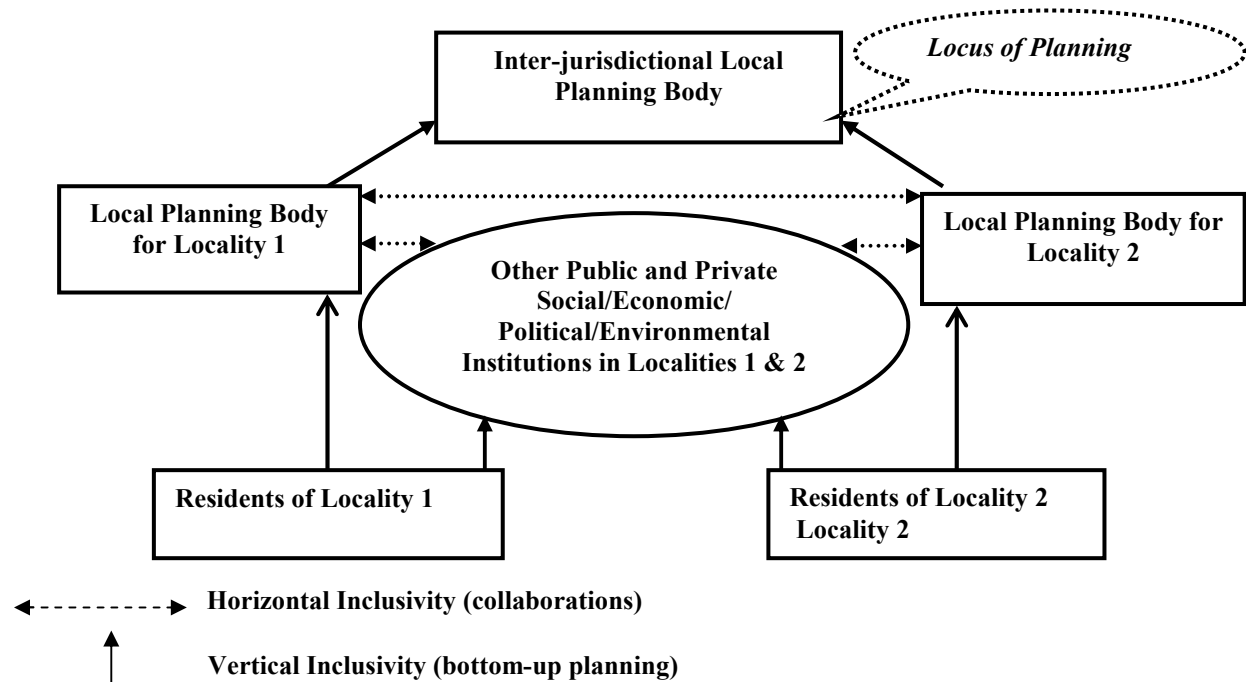 Locus of Planning
Inter-jurisdictional Local
Planning Body
Local Planning Body
for Locality 1
Local Planning Body for
Locality 2
Other Public and Private
Social/Economic/
Political/Environmental
Institutions in Localities 1 & 2
Residents of Locality 1
Residents of Locality 2
Locality 2
Horizontal Inclusivity (collaborations)
Vertical Inclusivity (bottom-up planning)